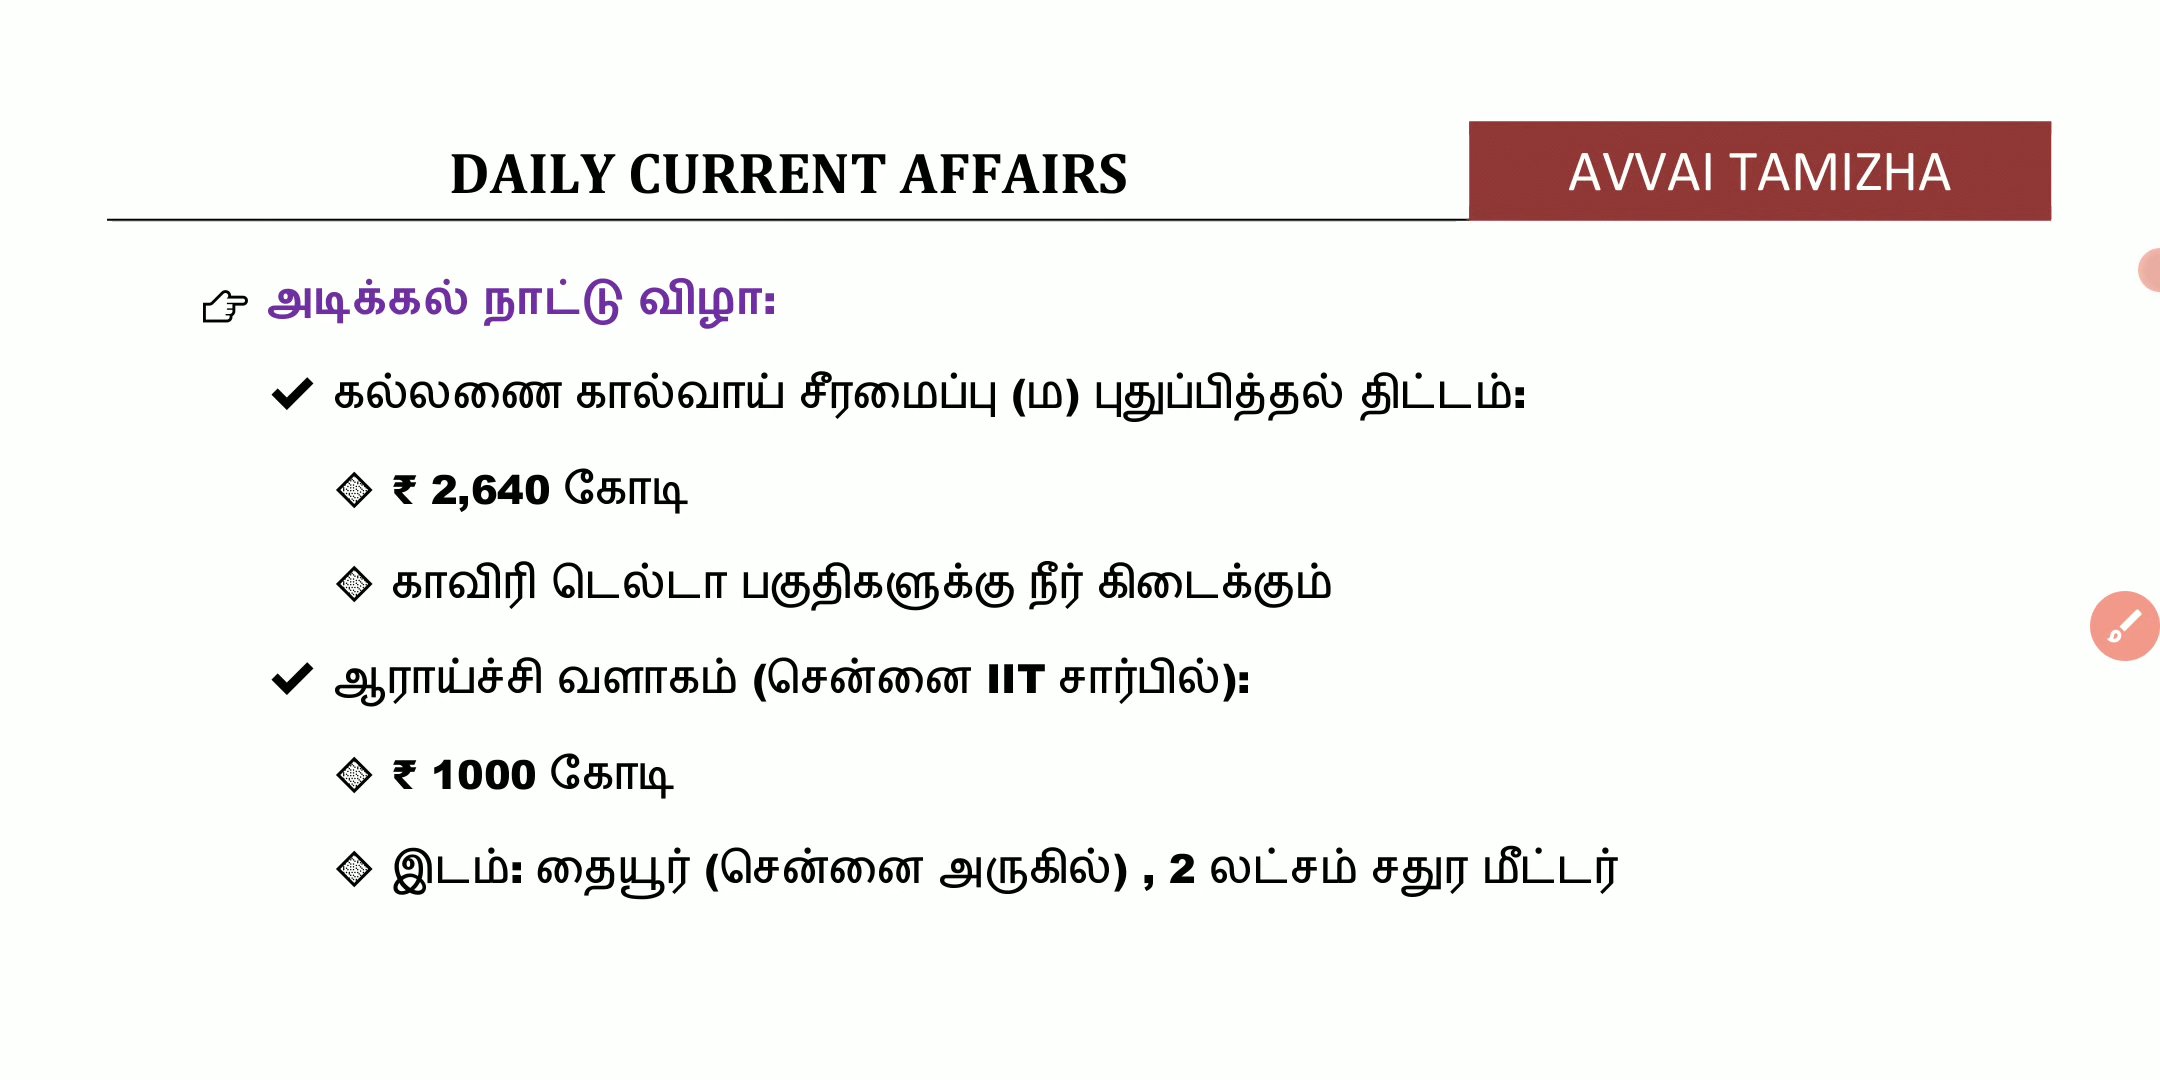 DAILY CURRENT AFFAIRS
AVVAI TAMIZHA
அடிக்கல் நாட்டு விழா:
கல்லணை கால்வாய் சீரமைப்பு (ம) புதுப்பித்தல் திட்டம்:
₹ 2,640 கோடி
காவிரி டெல்டா பகுதிகளுக்கு நீர் கிடைக்கும்
ஆராய்ச்சி வளாகம் (சென்னை IIT சார்பில்):
₹ 1000 கோடி
இடம்: தையூர் (சென்னை அருகில்) , 2 லட்சம் சதுர மீட்டர்